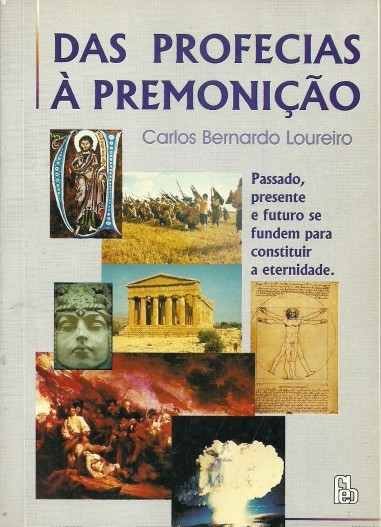 DAS PROFECIAS
À PREMONIÇÃO
Carlos Bernardo Loureiro
Passado,
presente
e futuro se
fundem para
constituir
a eternidade.
feb